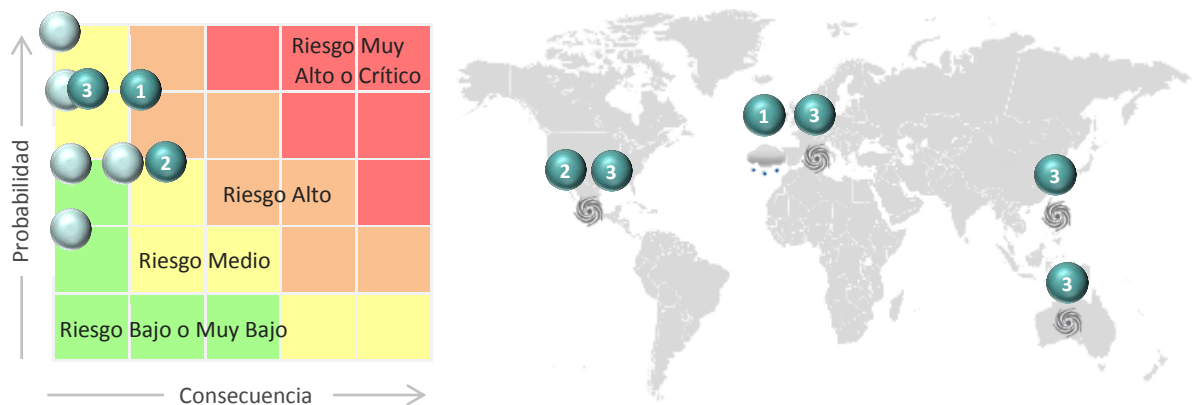 Riesgo Muy
Alto o Crítico
3
1
2
Riesgo Alto
Riesgo Medio
Riesgo Bajo o Muy Bajo
Probabilidad
Consecuencia
1
3
2
3
3
3